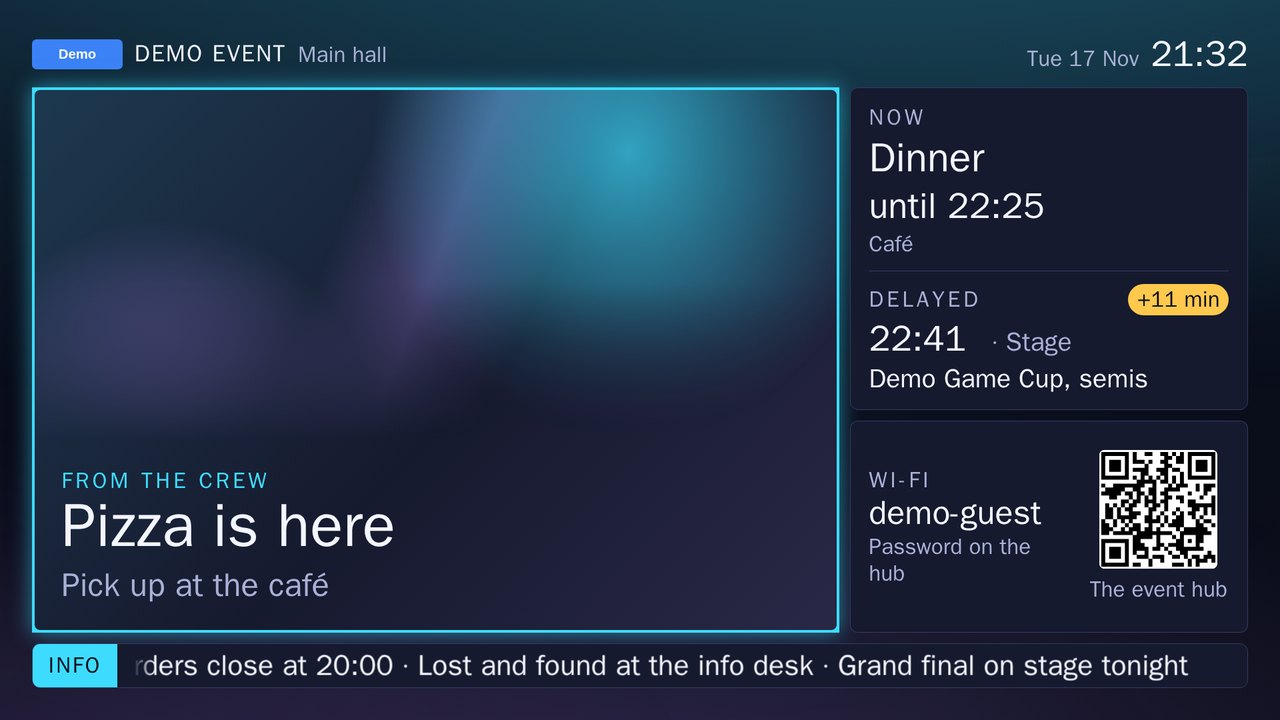 Demo
DEMO EVENT Main hall
Tue 17 Nov 21:32
FROM THE CREW
Pizza is here
Pick up at the café
NOW
Dinner
until 22:25
Café
DELAYED +11 min
22:41 · Stage
Demo Game Cup, semis
WI-FI
demo-guest
Password on the
hub
The event hub
INFO
close at 20:00 · Lost and found at the info desk · Grand final on stage tonight